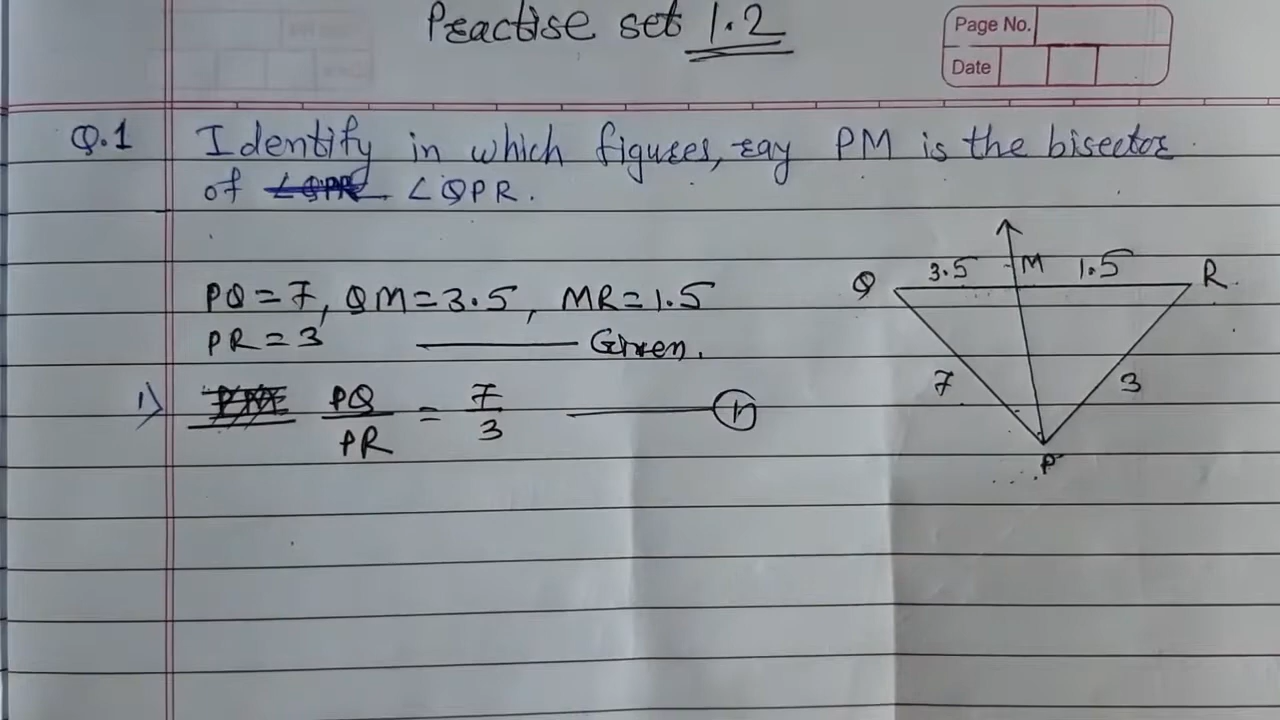 Practise set 1.2
Page No.
Date
Q.1 Identify in which figures, ray PM is the bisector
of ∠QPR.
PQ = 7, QM = 3.5, MR = 1.5
PR = 3 ——— Given.
1) PQ/PR = 7/3 ———
Q 3.5 M 1.5 R
7 3
P